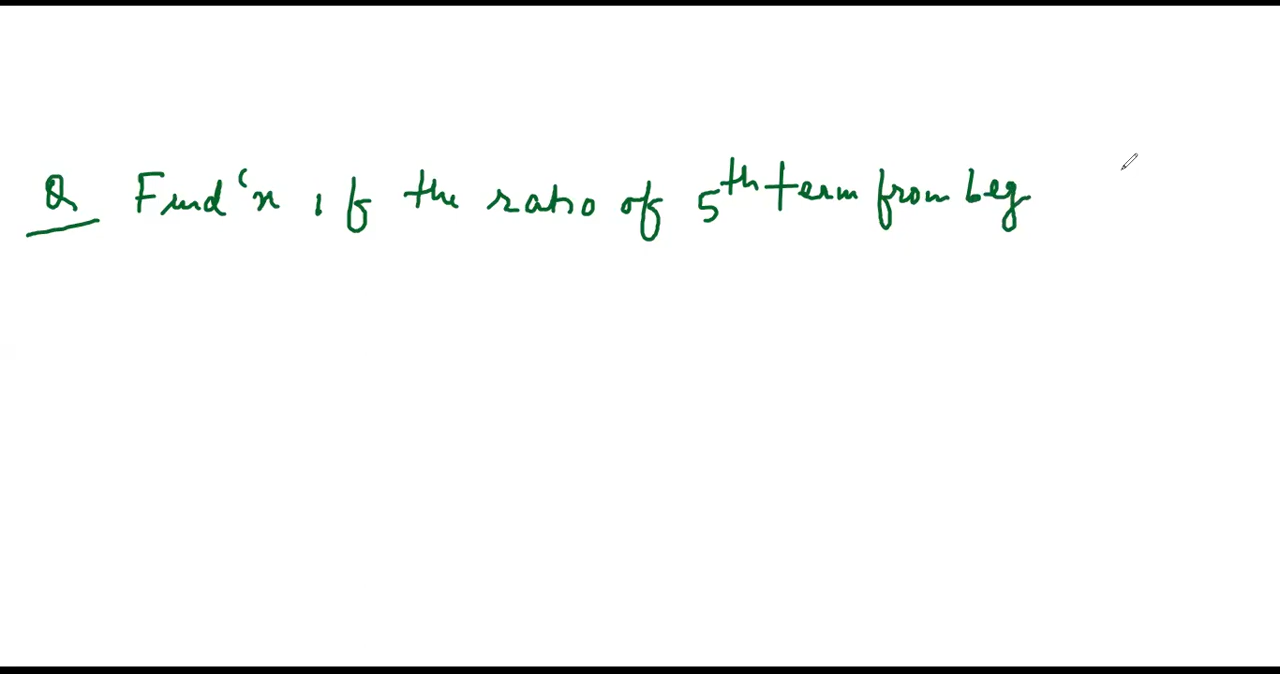 Q Find 'n if the ratio of 5th term from beg